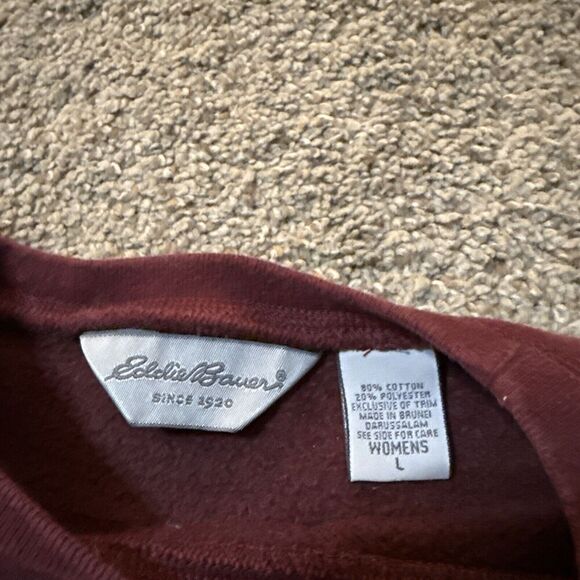 Eddie Bauer®
SINCE 1920
80% COTTON
20% POLYESTER
EXCLUSIVE OF TRIM
MADE IN BRUNEI
DARUSSALAM
SEE SIDE FOR CARE
WOMENS
L